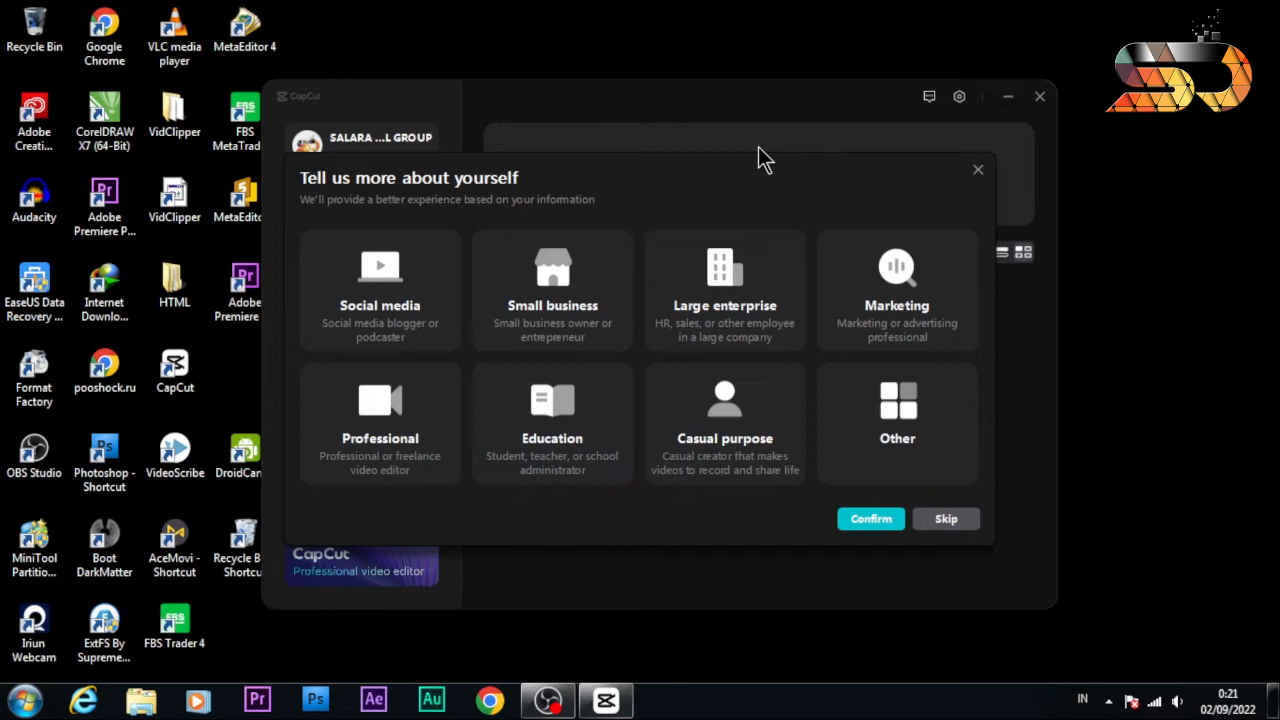 Recycle Bin
Google
Chrome
VLC media
player
MetaEditor 4
Adobe
Creati...
CorelDRAW
X7 (64-Bit)
VidClipper
FBS
MetaTrad
Audacity
Adobe
Premiere P...
VidClipper
MetaEdito
EaseUS Data
Recovery ...
Internet
Downlo...
HTML
Adobe
Premiere
Format
Factory
pooshock.ru
CapCut
OBS Studio
Photoshop -
Shortcut
VideoScribe
DroidCan
MiniTool
Partitio...
Boot
DarkMatter
AceMovi -
Shortcut
Recycle B
Shortcu
Iriun
Webcam
ExtFS By
Supreme...
FBS Trader 4
CapCut
SALARA ...L GROUP
Tell us more about yourself
We'll provide a better experience based on your information
Social media
Social media blogger or
podcaster
Small business
Small business owner or
entrepreneur
Large enterprise
HR, sales, or other employee
in a large company
Marketing
Marketing or advertising
professional
Professional
Professional or freelance
video editor
Education
Student, teacher, or school
administrator
Casual purpose
Casual creator that makes
videos to record and share life
Other
Confirm
Skip
CapCut
Professional video editor
Pr
Ps
Ae
Au
IN
0:21
02/09/2022